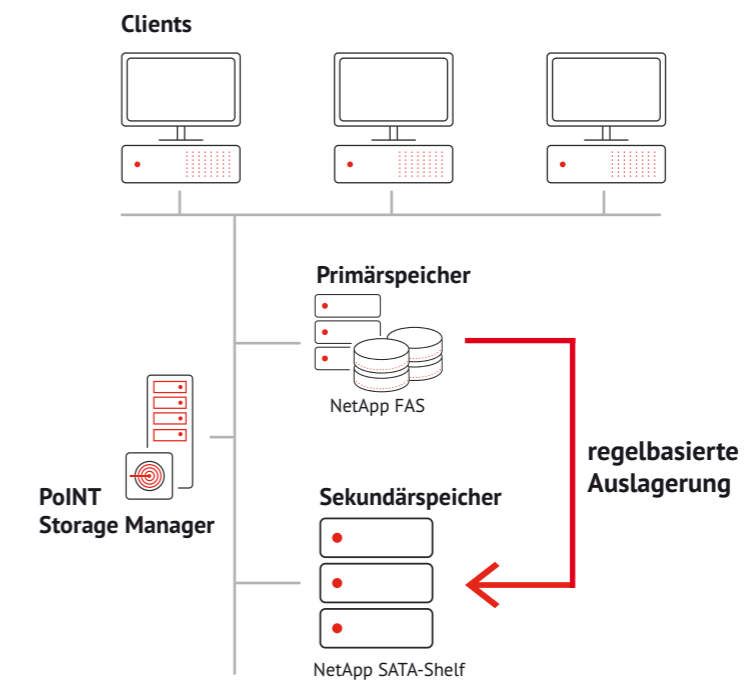 Clients
Primärspeicher
NetApp FAS
regelbasierte
Auslagerung
PoINT
Storage Manager
Sekundärspeicher
NetApp SATA-Shelf